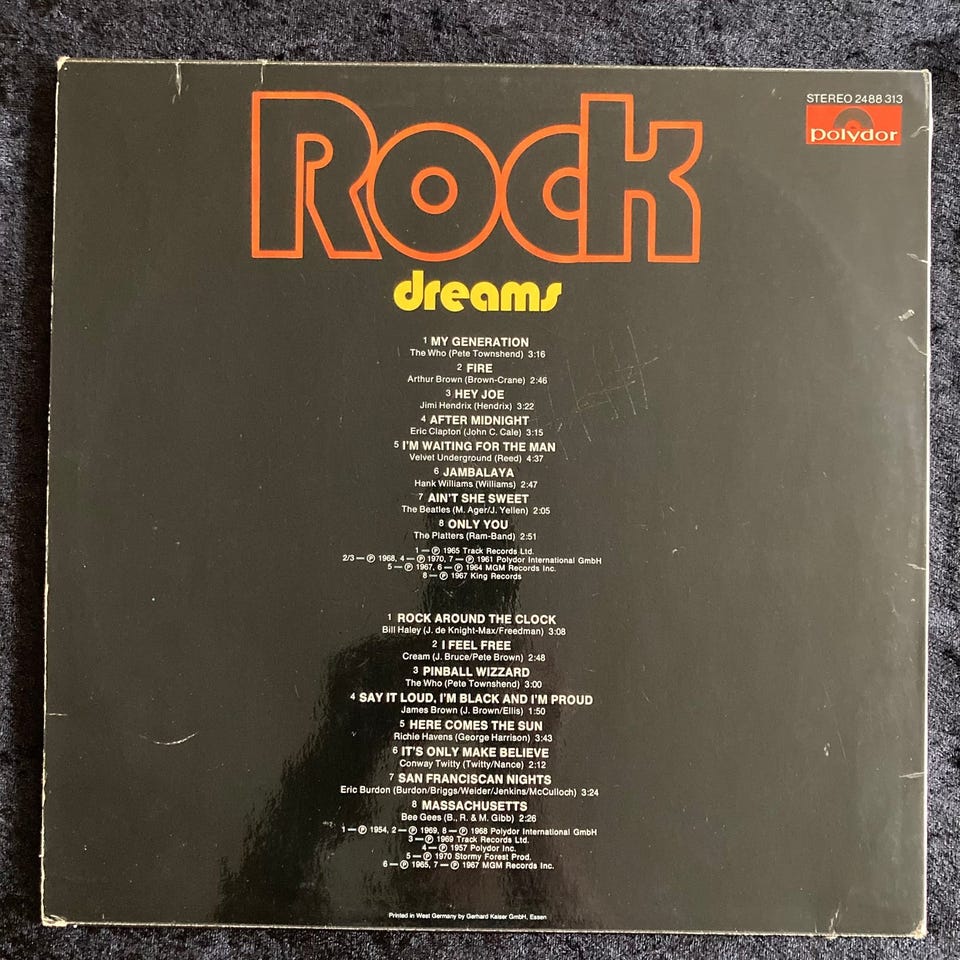 STEREO 2488 313
polydor
Rock
dreams
1 MY GENERATION
The Who (Pete Townshend) 3:16
2 FIRE
Arthur Brown (Brown-Crane) 2:46
3 HEY JOE
Jimi Hendrix (Hendrix) 3:22
4 AFTER MIDNIGHT
Eric Clapton (John C. Cale) 3:15
5 I'M WAITING FOR THE MAN
Velvet Underground (Reed) 4:37
6 JAMBALAYA
Hank Williams (Williams) 2:47
7 AIN'T SHE SWEET
The Beatles (M. Ager/J. Yellen) 2:05
8 ONLY YOU
The Platters (Ram-Band) 2:51
1 — ℗ 1965 Track Records Ltd.
2/3 — ℗ 1968, 4 — ℗ 1970, 7 — ℗ 1961 Polydor International GmbH
5 — ℗ 1967, 6 — ℗ 1964 MGM Records Inc.
8 — ℗ 1967 King Records
1 ROCK AROUND THE CLOCK
Bill Haley (J. de Knight-Max/Freedman) 3:08
2 I FEEL FREE
Cream (J. Bruce/Pete Brown) 2:48
3 PINBALL WIZZARD
The Who (Pete Townshend) 3:00
4 SAY IT LOUD, I'M BLACK AND I'M PROUD
James Brown (J. Brown/Ellis) 1:50
5 HERE COMES THE SUN
Richie Havens (George Harrison) 3:43
6 IT'S ONLY MAKE BELIEVE
Conway Twitty (Twitty/Nance) 2:12
7 SAN FRANCISCAN NIGHTS
Eric Burdon (Burdon/Briggs/Weider/Jenkins/McCulloch) 3:24
8 MASSACHUSETTS
Bee Gees (B., R. & M. Gibb) 2:26
1 — ℗ 1954, 2 — ℗ 1969, 8 — ℗ 1968 Polydor International GmbH
3 — ℗ 1969 Track Records Ltd.
4 — ℗ 1957 Polydor Inc.
5 — ℗ 1970 Stormy Forest Prod.
6 — ℗ 1965, 7 — ℗ 1967 MGM Records Inc.
Printed in West Germany by Gerhard Kaiser GmbH, Essen